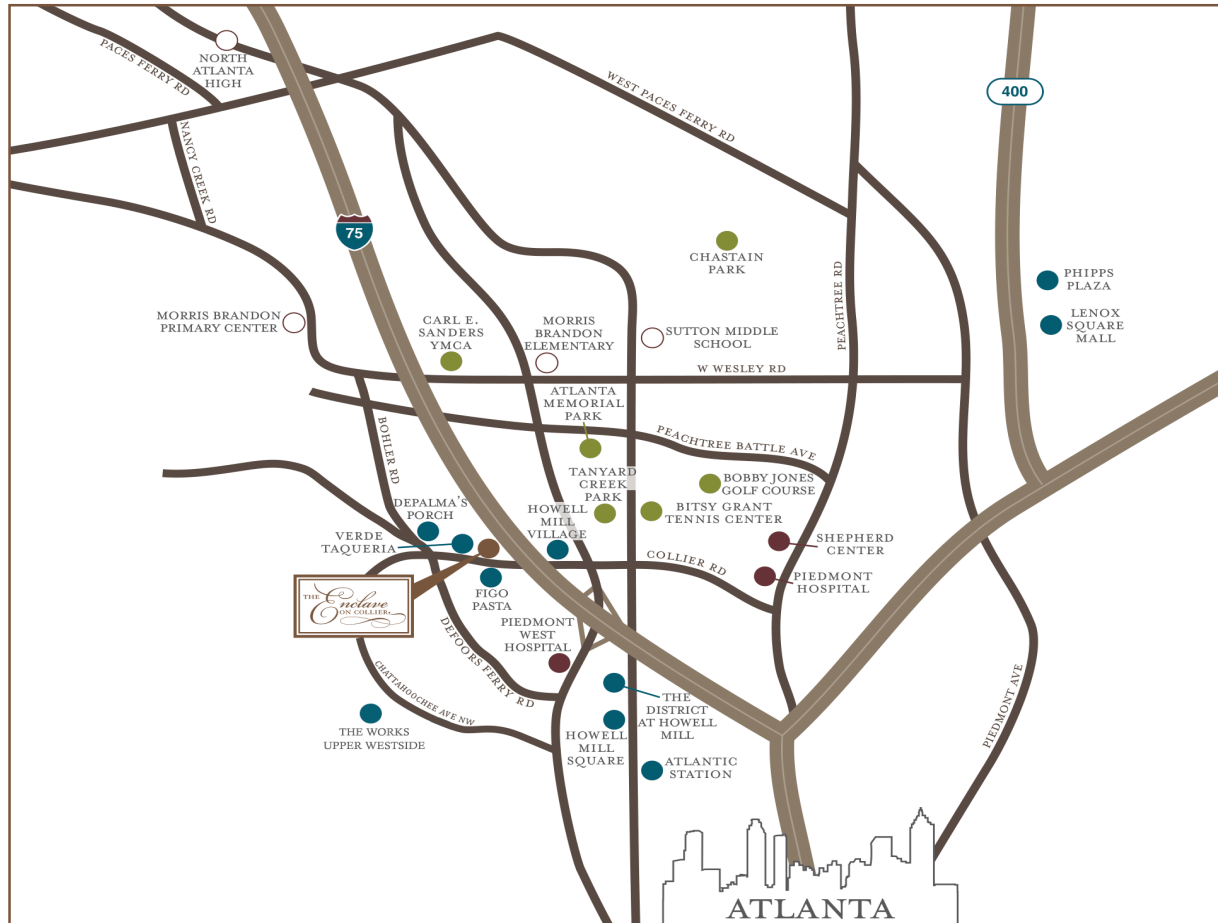 PACES FERRY RD
NORTH
ATLANTA
HIGH
WEST PACES FERRY RD
400
NANCY CREEK RD
75
CHASTAIN
PARK
PEACHTREE RD
PHIPPS
PLAZA
LENOX
SQUARE
MALL
MORRIS BRANDON
PRIMARY CENTER
CARL E.
SANDERS
YMCA
MORRIS
BRANDON
ELEMENTARY
SUTTON MIDDLE
SCHOOL
W WESLEY RD
ATLANTA
MEMORIAL
PARK
BOHLER RD
PEACHTREE BATTLE AVE
TANYARD
CREEK
PARK
BOBBY JONES
GOLF COURSE
BITSY GRANT
TENNIS CENTER
DEPALMA'S
PORCH
HOWELL
MILL
VILLAGE
VERDE
TAQUERIA
SHEPHERD
CENTER
COLLIER RD
PIEDMONT
HOSPITAL
THE
Enclave
ON COLLIER
FIGO
PASTA
PIEDMONT
WEST
HOSPITAL
DEFOORS FERRY RD
CHATTAHOOCHEE AVE NW
THE WORKS
UPPER WESTSIDE
THE
DISTRICT
AT HOWELL
MILL
HOWELL
MILL
SQUARE
ATLANTIC
STATION
PIEDMONT AVE
ATLANTA